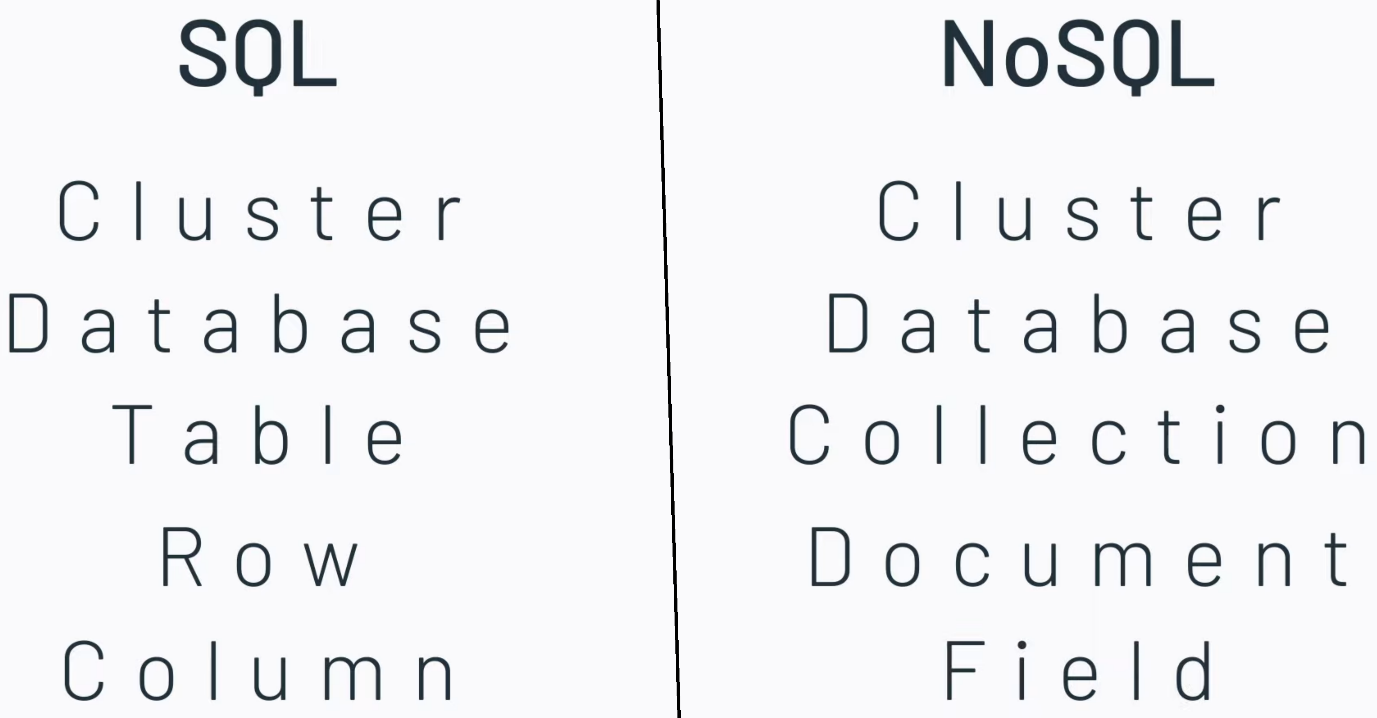 SQL
Cluster
Database
Table
Row
Column
NoSQL
Cluster
Database
Collection
Document
Field